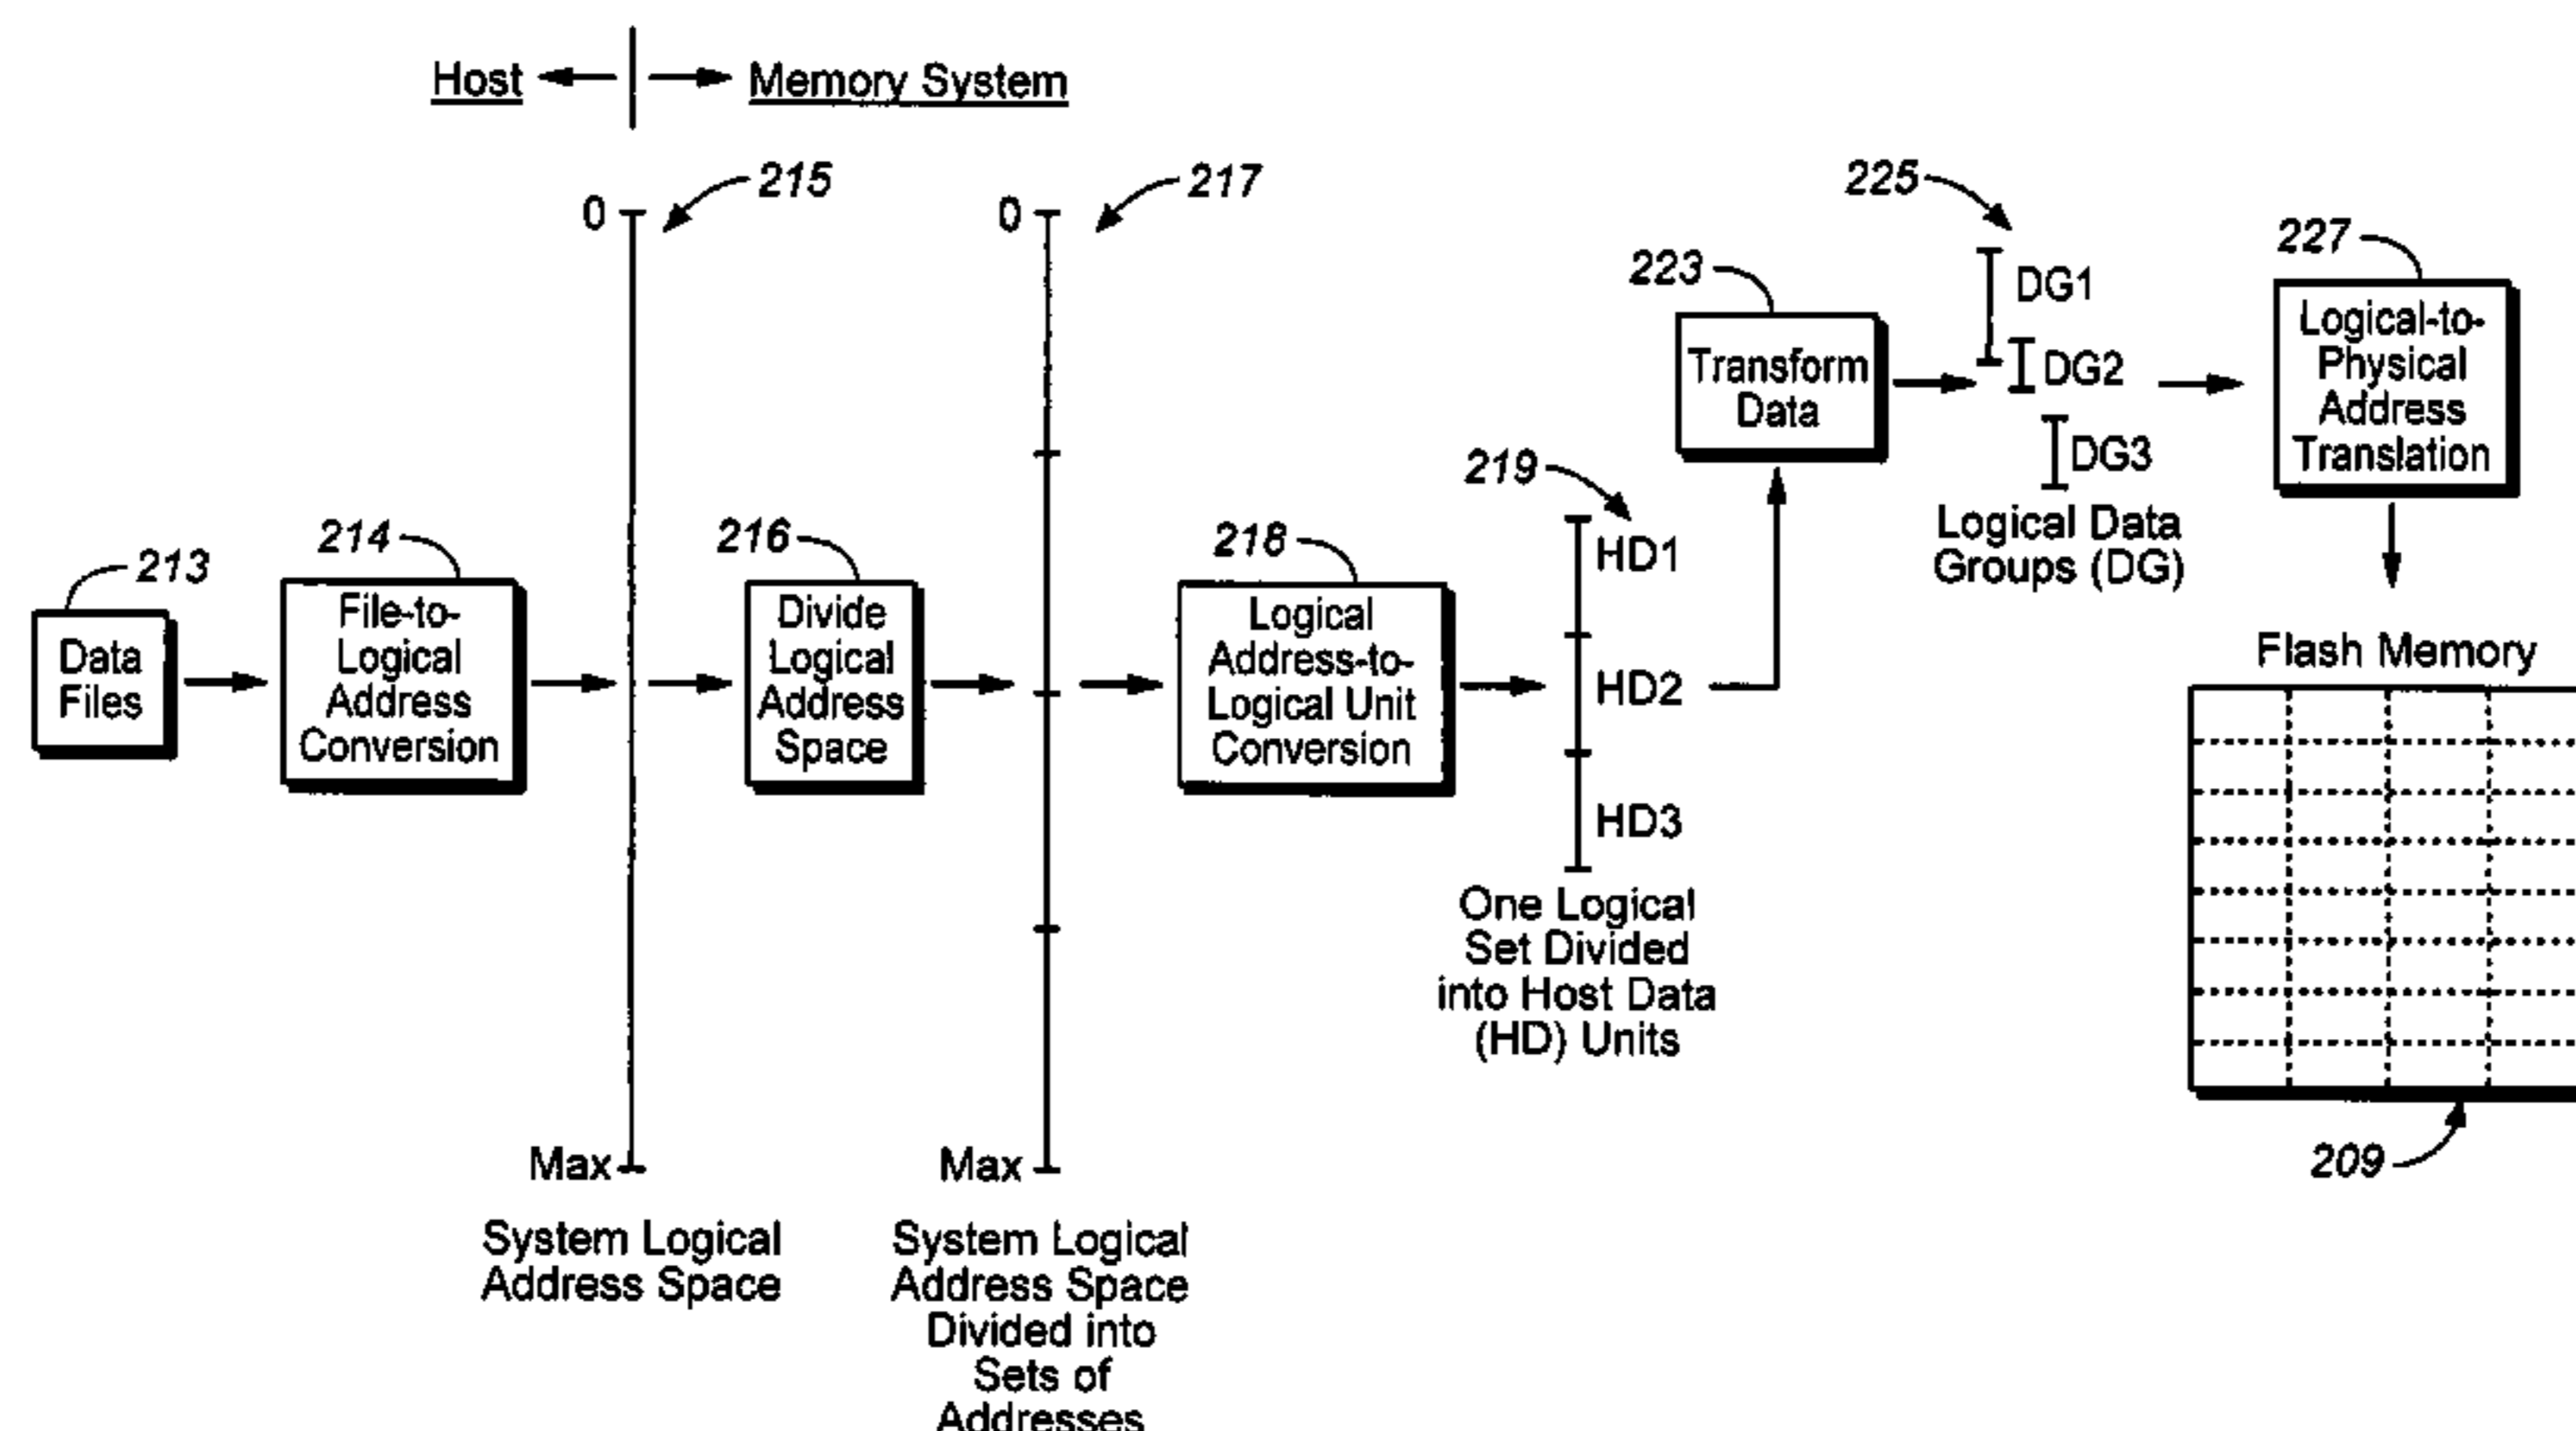 Host
Memory System
215
217
225
227
0
0
223
DG1
DG2
DG3
Logical Data
Groups (DG)
Transform
Data
Logical-to-
Physical
Address
Translation
219
213
214
216
218
Data
Files
File-to-
Logical
Address
Conversion
Divide
Logical
Address
Space
Logical
Address-to-
Logical Unit
Conversion
HD1
HD2
HD3
One Logical
Set Divided
into Host Data
(HD) Units
Flash Memory
209
Max
Max
System Logical
Address Space
System Logical
Address Space
Divided into
Sets of
Addresses